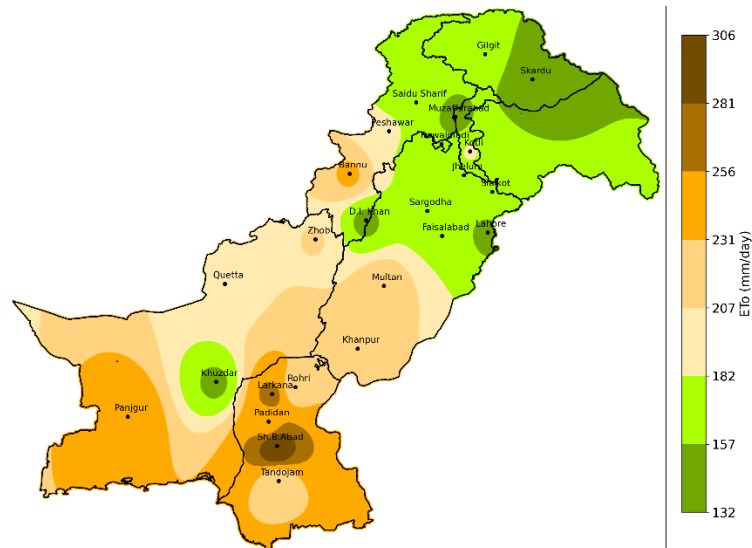 Gilgit
Skardu
Saidu Sharif
Muzaffarabad
Peshawar
Rawalpindi
Kotli
Bannu
Jhelum
Sialkot
D.I. Khan
Sargodha
Lahore
Zhob
Faisalabad
Quetta
Multan
Khanpur
Khuzdar
Larkana
Rohri
Panjgur
Padidan
Sh.B.Abad
Tandojam
306
281
256
231
207
182
157
132
ETo (mm/day)